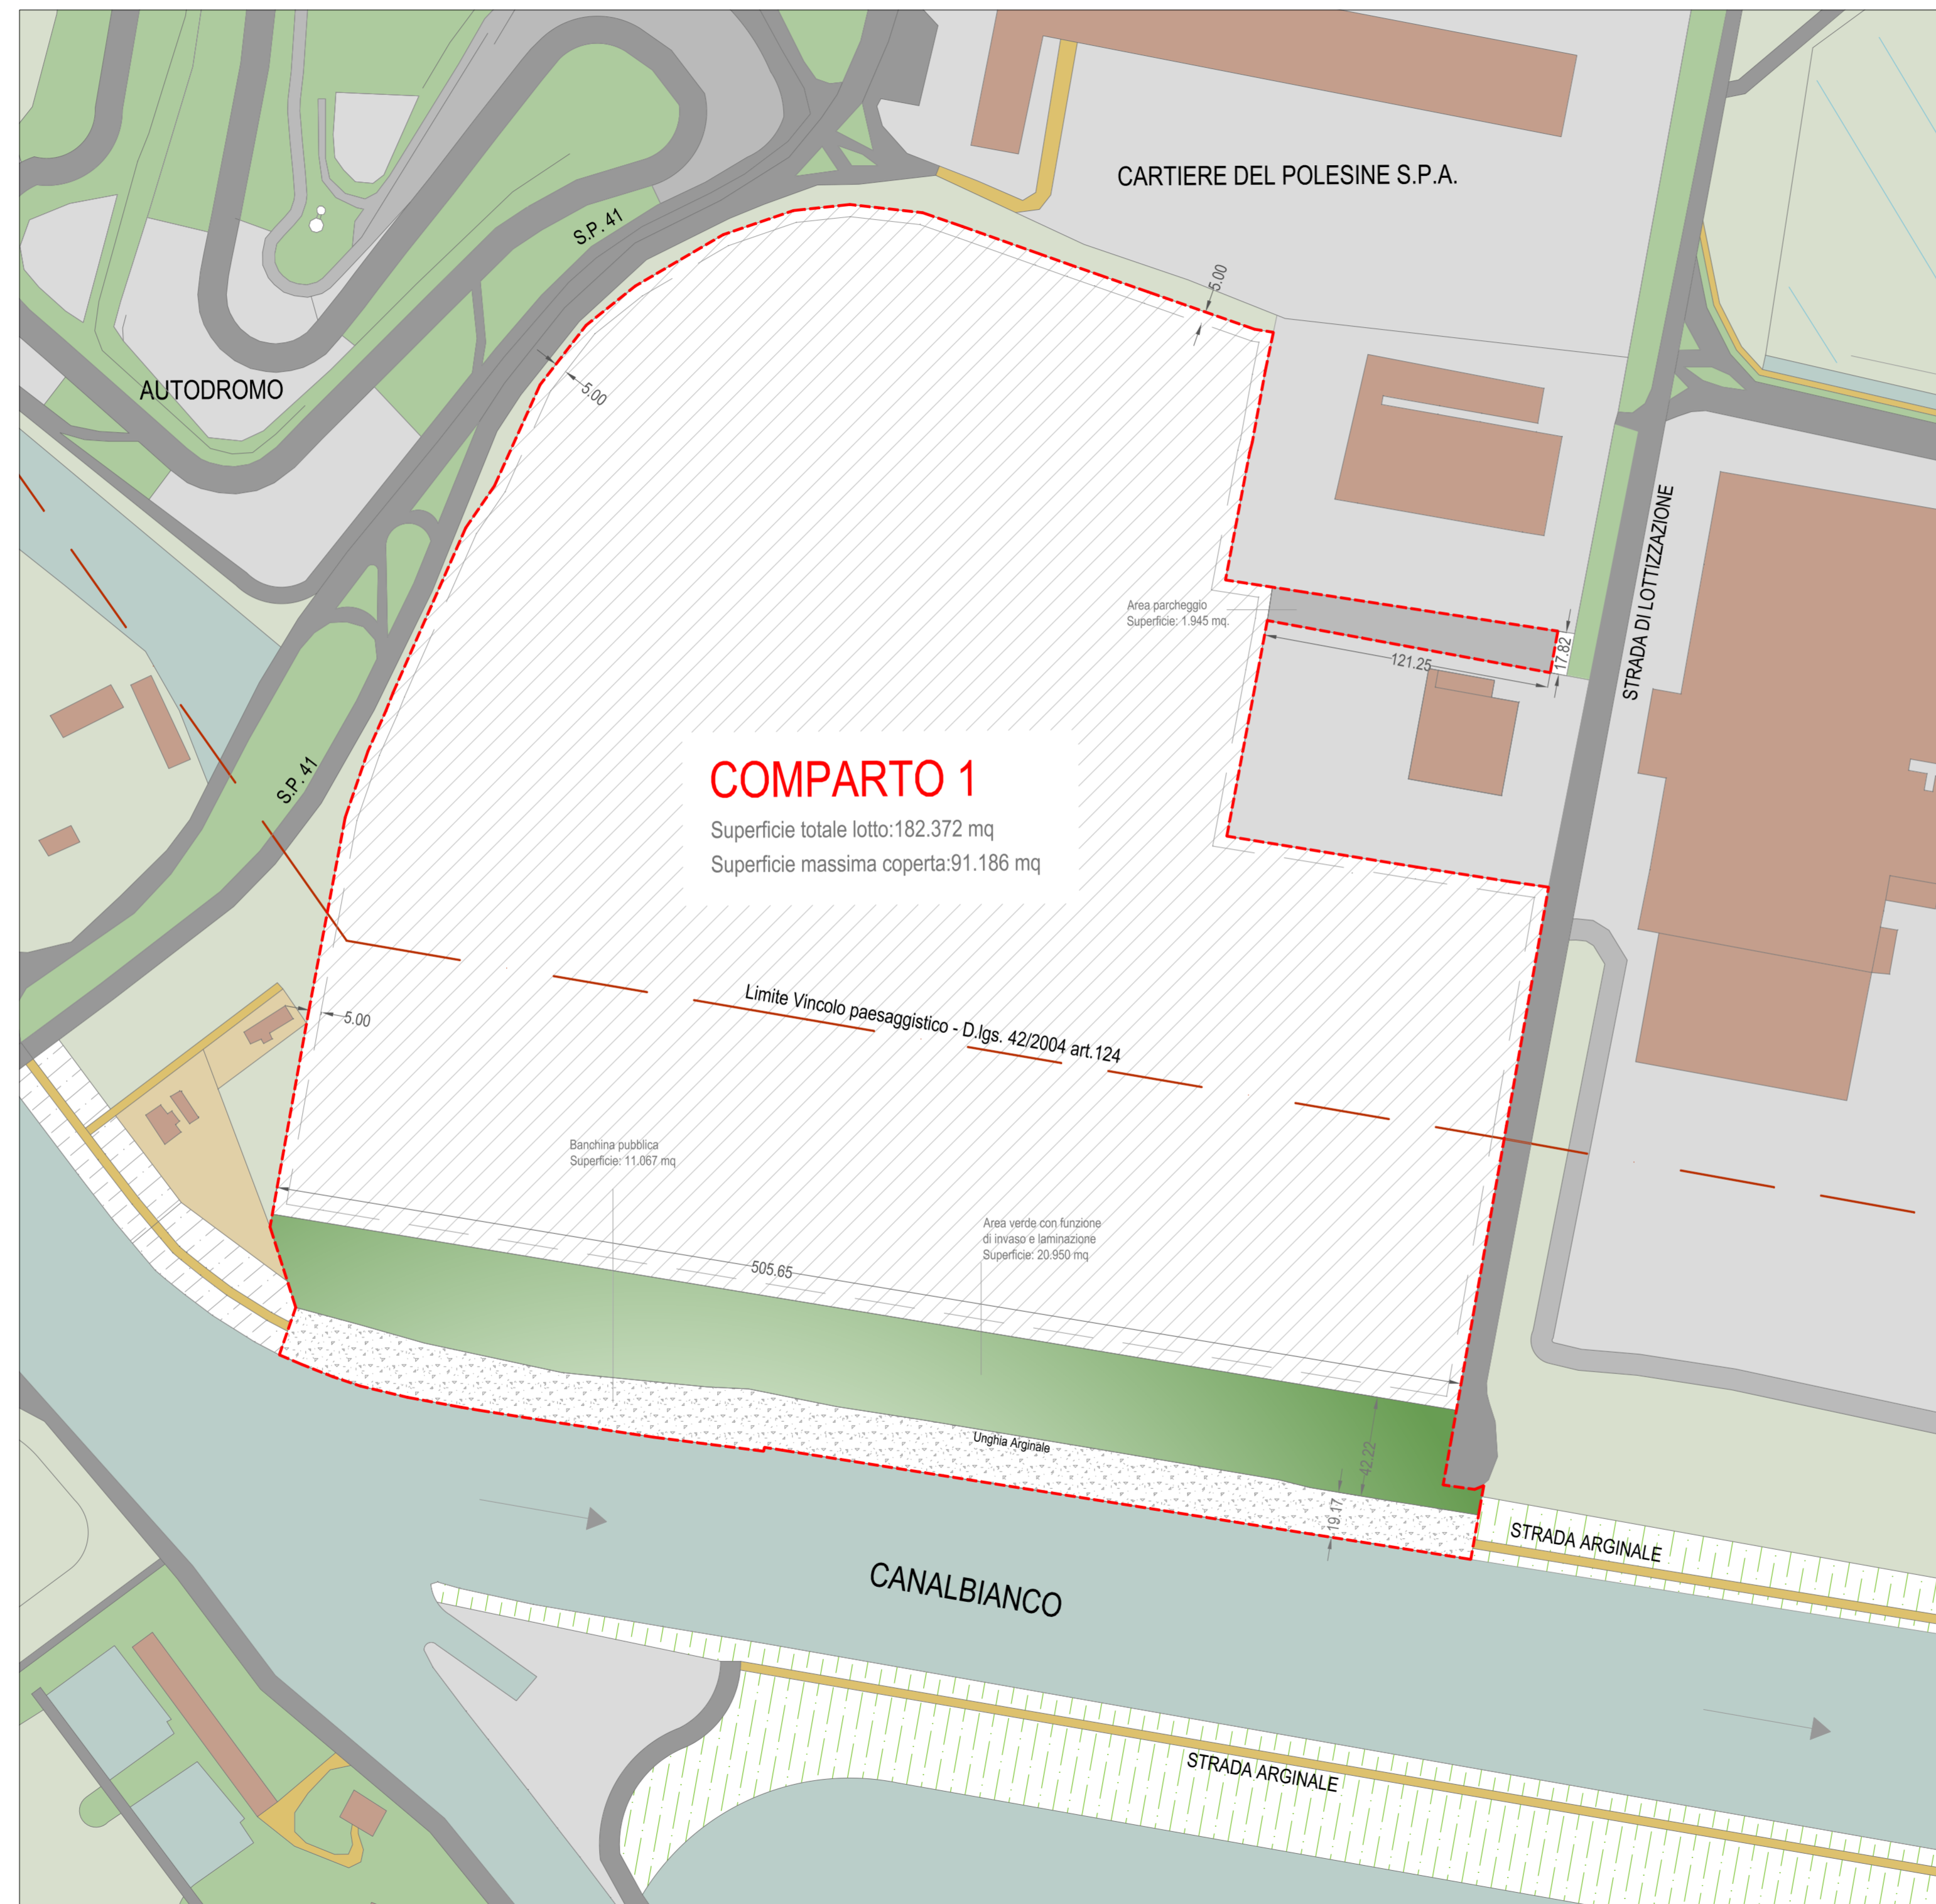 CARTIERE DEL POLESINE S.P.A.
S.P. 41
5.00
AUTODROMO
5.00
STRADA DI LOTTIZZAZIONE
Area parcheggio
Superficie: 1.945 mq.
17.82
121.25
S.P. 41
COMPARTO 1
Superficie totale lotto:182.372 mq
Superficie massima coperta:91.186 mq
Limite Vincolo paesaggistico - D.lgs. 42/2004 art.124
5.00
Banchina pubblica
Superficie: 11.067 mq
Area verde con funzione
di invaso e laminazione
Superficie: 20.950 mq
505.65
Unghia Arginale
42.22
19.17
STRADA ARGINALE
CANALBIANCO
STRADA ARGINALE